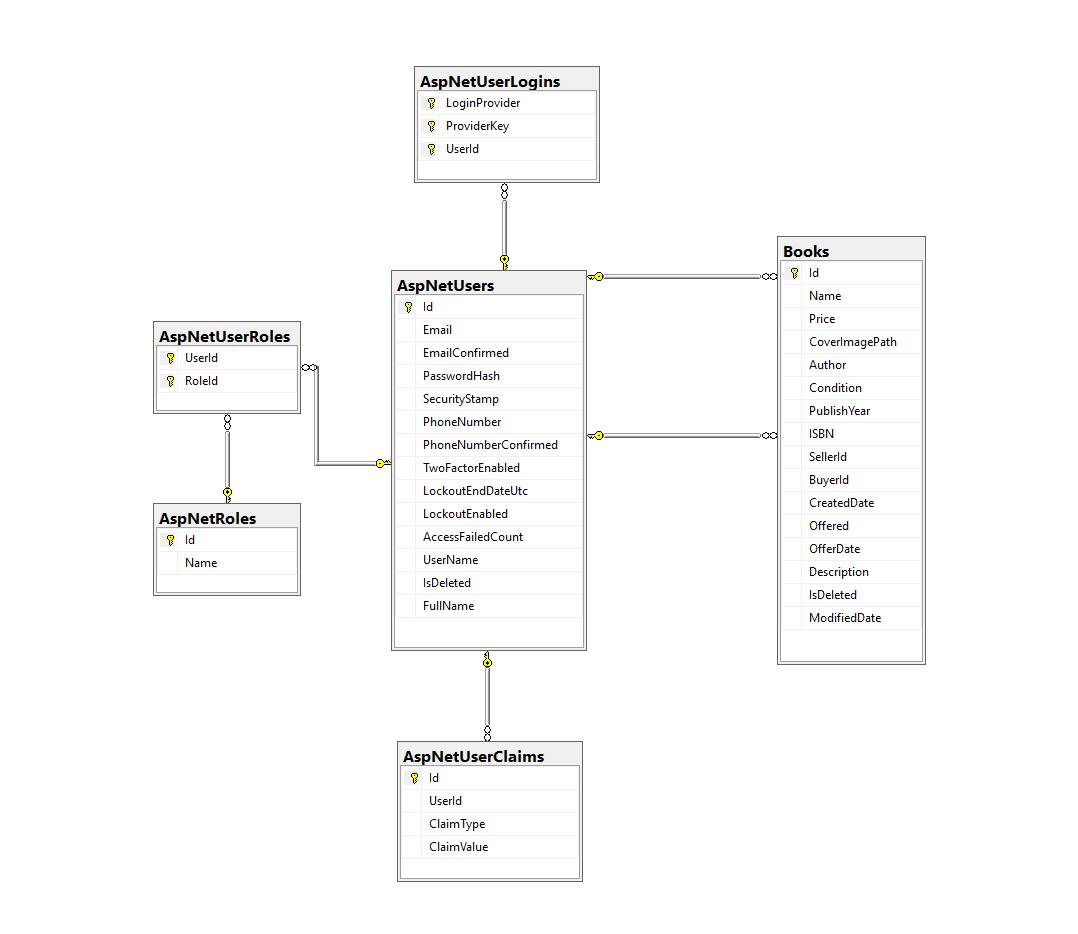 AspNetUserLogins
LoginProvider
ProviderKey
UserId
Books
Id
Name
Price
CoverImagePath
Author
Condition
PublishYear
ISBN
SellerId
BuyerId
CreatedDate
Offered
OfferDate
Description
IsDeleted
ModifiedDate
AspNetUsers
Id
Email
EmailConfirmed
PasswordHash
SecurityStamp
PhoneNumber
PhoneNumberConfirmed
TwoFactorEnabled
LockoutEndDateUtc
LockoutEnabled
AccessFailedCount
UserName
IsDeleted
FullName
AspNetUserRoles
UserId
RoleId
AspNetRoles
Id
Name
AspNetUserClaims
Id
UserId
ClaimType
ClaimValue